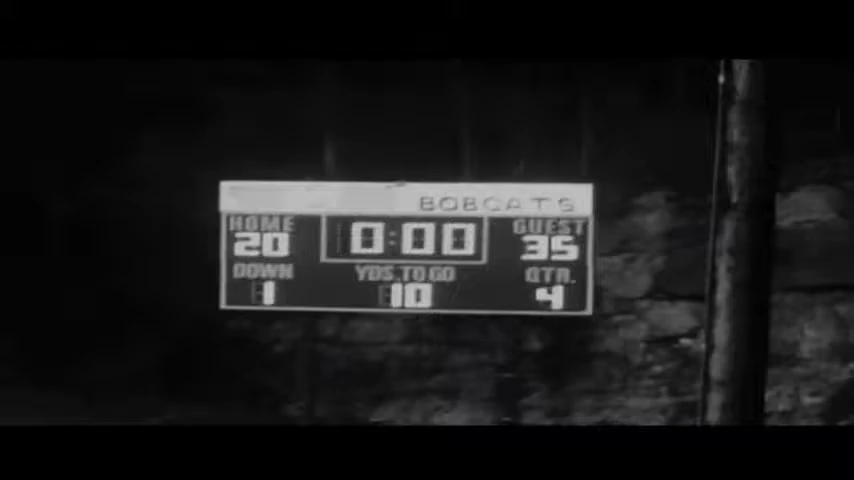 BOBCATS
HOME 0:00 GUEST
20 35
DOWN YDS. TO GO QTR.
1 10 4